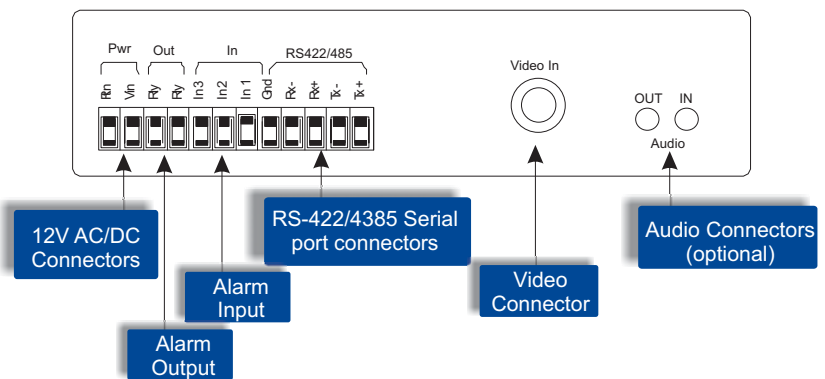 Pwr Out In RS422/485
Rtn Vin Rly Rly In3 In2 In1 Gnd Rx- Rx+ Tx- Tx+
Video In
OUT IN
Audio
12V AC/DC
Connectors
Alarm
Output
Alarm
Input
RS-422/4385 Serial
port connectors
Video
Connector
Audio Connectors
(optional)